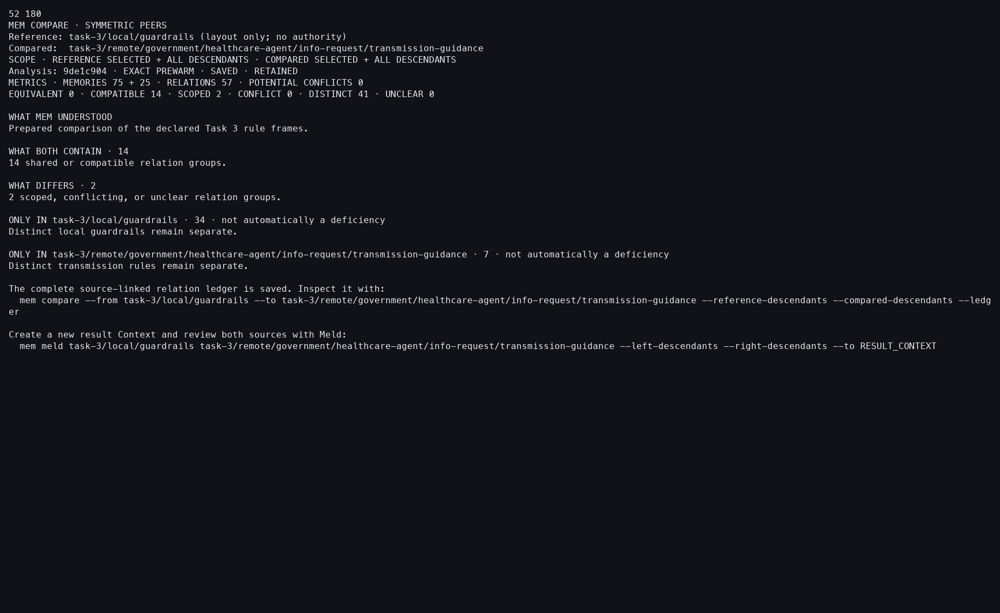 52 180
MEM COMPARE · SYMMETRIC PEERS
Reference: task-3/local/guardrails (layout only; no authority)
Compared:  task-3/remote/government/healthcare-agent/info-request/transmission-guidance
SCOPE · REFERENCE SELECTED + ALL DESCENDANTS · COMPARED SELECTED + ALL DESCENDANTS
Analysis: 9de1c904 · EXACT PREWARM · SAVED · RETAINED
METRICS · MEMORIES 75 + 25 · RELATIONS 57 · POTENTIAL CONFLICTS 0
EQUIVALENT 0 · COMPATIBLE 14 · SCOPED 2 · CONFLICT 0 · DISTINCT 41 · UNCLEAR 0

WHAT MEM UNDERSTOOD
Prepared comparison of the declared Task 3 rule frames.

WHAT BOTH CONTAIN · 14
14 shared or compatible relation groups.

WHAT DIFFERS · 2
2 scoped, conflicting, or unclear relation groups.

ONLY IN task-3/local/guardrails · 34 · not automatically a deficiency
Distinct local guardrails remain separate.

ONLY IN task-3/remote/government/healthcare-agent/info-request/transmission-guidance · 7 · not automatically a deficiency
Distinct transmission rules remain separate.

The complete source-linked relation ledger is saved. Inspect it with:
  mem compare --from task-3/local/guardrails --to task-3/remote/government/healthcare-agent/info-request/transmission-guidance --reference-descendants --compared-descendants --ledg
er

Create a new result Context and review both sources with Meld:
  mem meld task-3/local/guardrails task-3/remote/government/healthcare-agent/info-request/transmission-guidance --left-descendants --right-descendants --to RESULT_CONTEXT